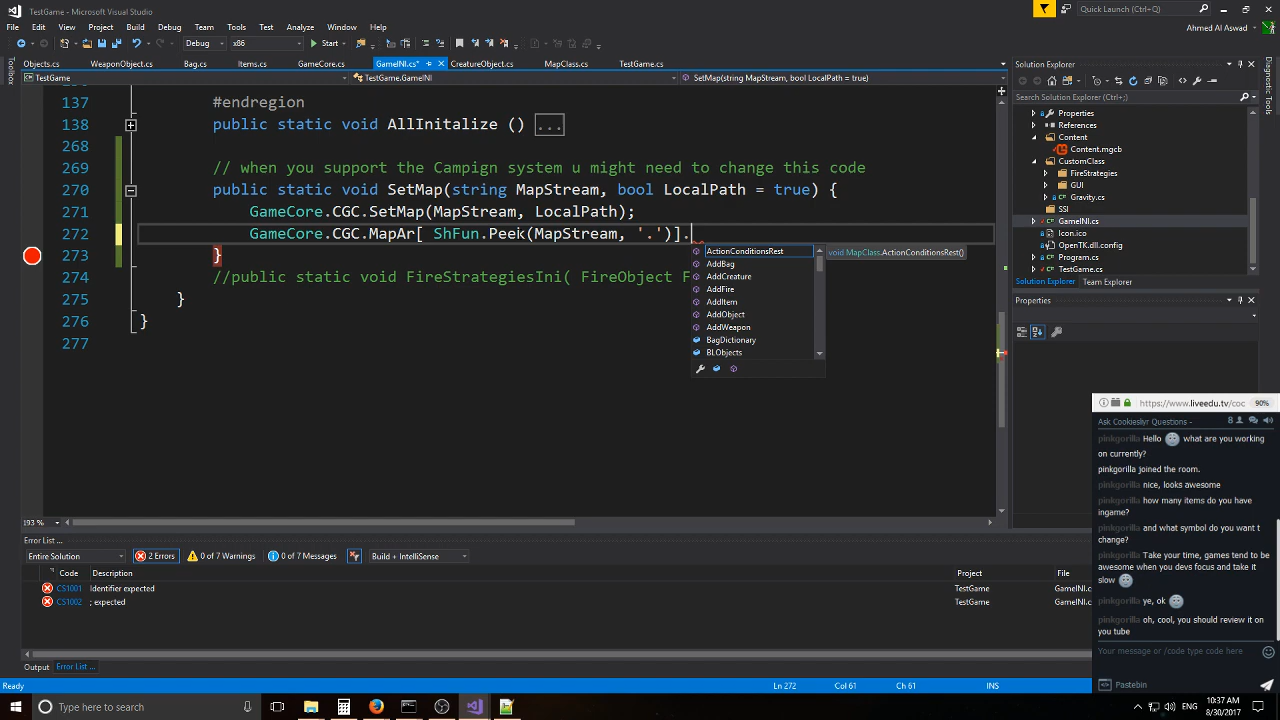 TestGame - Microsoft Visual Studio
Quick Launch (Ctrl+Q)
File Edit View Project Build Debug Team Tools Architecture Test Analyze Window Help
Ahmed Al Aswad
Debug x86 Start
Toolbox
Objects.cs WeaponObject.cs Bag.cs Items.cs GameCore.cs GameINI.cs* CreatureObject.cs MapClass.cs TestGame.cs
TestGame TestGame.GameINI SetMap(string MapStream, bool LocalPath = true)
137 #endregion
138 public static void AllInitalize () ...
268
269 // when you support the Campign system u might need to change this code
270 public static void SetMap(string MapStream, bool LocalPath = true) {
271 GameCore.CGC.SetMap(MapStream, LocalPath);
272 GameCore.CGC.MapAr[ ShFun.Peek(MapStream, '.')].
273 }
274 //public static void FireStrategiesIni( FireObject F
275 }
276 }
277
ActionConditionsRest
void MapClass.ActionConditionsRest()
AddBag
AddCreature
AddFire
AddItem
AddObject
AddWeapon
BagDictionary
BLObjects
193 %
Solution Explorer
Search Solution Explorer (Ctrl+;)
Properties
References
Content
Content.mgcb
CustomClass
FireStrategies
GUI
Gravity.cs
SSI
GameINI.cs
Icon.ico
OpenTK.dll.config
Program.cs
TestGame.cs
Solution Explorer Team Explorer
Properties
Diagnostic Tools
Error List ...
Entire Solution 2 Errors 0 of 7 Warnings 0 of 7 Messages Build + IntelliSense
Code Description Project File
CS1001 Identifier expected TestGame GameINI.c
CS1002 ; expected TestGame GameINI.c
Output Error List ...
Ready Ln 272 Col 61 Ch 61 INS
https://www.liveedu.tv/coc 90%
Ask Cookiesliyr Questions - 8
pinkgorilla Hello what are you working
on currently?
pinkgorilla joined the room.
pinkgorilla nice, looks awesome
pinkgorilla how many items do you have
ingame?
pinkgorilla and what symbol do you want t
change?
pinkgorilla Take your time, games tend to be
awesome when you devs focus and take it
slow
pinkgorilla ye, ok
pinkgorilla oh, cool, you should review it on
you tube
Your message or /code type code here
Pastebin
Type here to search
ENG
10:37 AM
8/30/2017